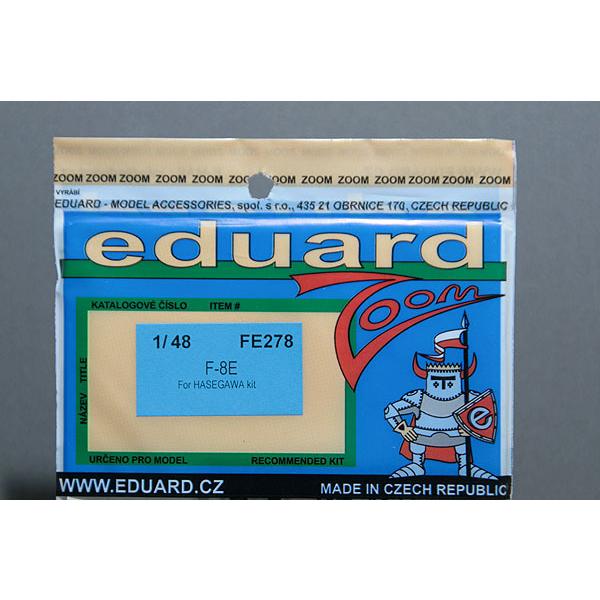 ZOOM ZOOM ZOOM ZOOM ZOOM ZOOM ZOOM ZOOM ZOOM ZOOM ZOOM ZOOM ZOOM
VYRÁBÍ
EDUARD - MODEL ACCESSORIES, spol. s r.o., 435 21 OBRNICE 170, CZECH REPUBLIC
eduard
Zoom
KATALOGOVÉ ČÍSLO ITEM #
1/48 FE278
F-8E
For HASEGAWA kit
NÁZEV TITLE
e
URČENO PRO MODEL RECOMMENDED KIT
WWW.EDUARD.CZ MADE IN CZECH REPUBLIC